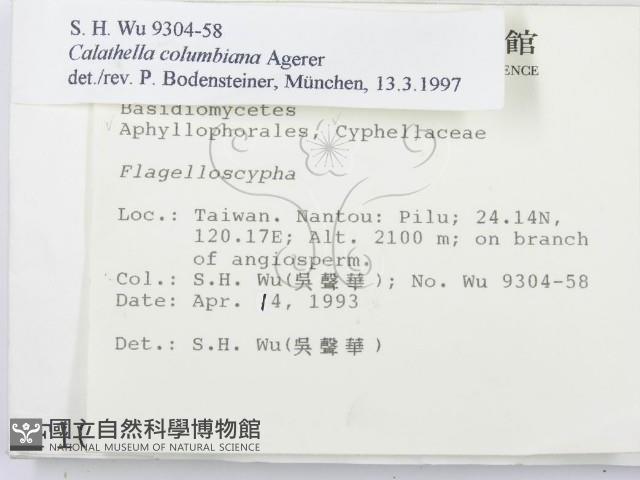 S. H. Wu 9304-58
Calathella columbiana Agerer
det./rev. P. Bodensteiner, München, 13.3.1997
館
ENCE
Basidiomycetes
Aphyllophorales, Cyphellaceae
Flagelloscypha
Loc.: Taiwan. Nantou: Pilu; 24.14N,
120.17E; Alt. 2100 m; on branch
of angiosperm.
Col.: S.H. Wu(吳聲華); No. Wu 9304-58
Date: Apr. 14, 1993
Det.: S.H. Wu(吳聲華)
國立自然科學博物館
NATIONAL MUSEUM OF NATURAL SCIENCE